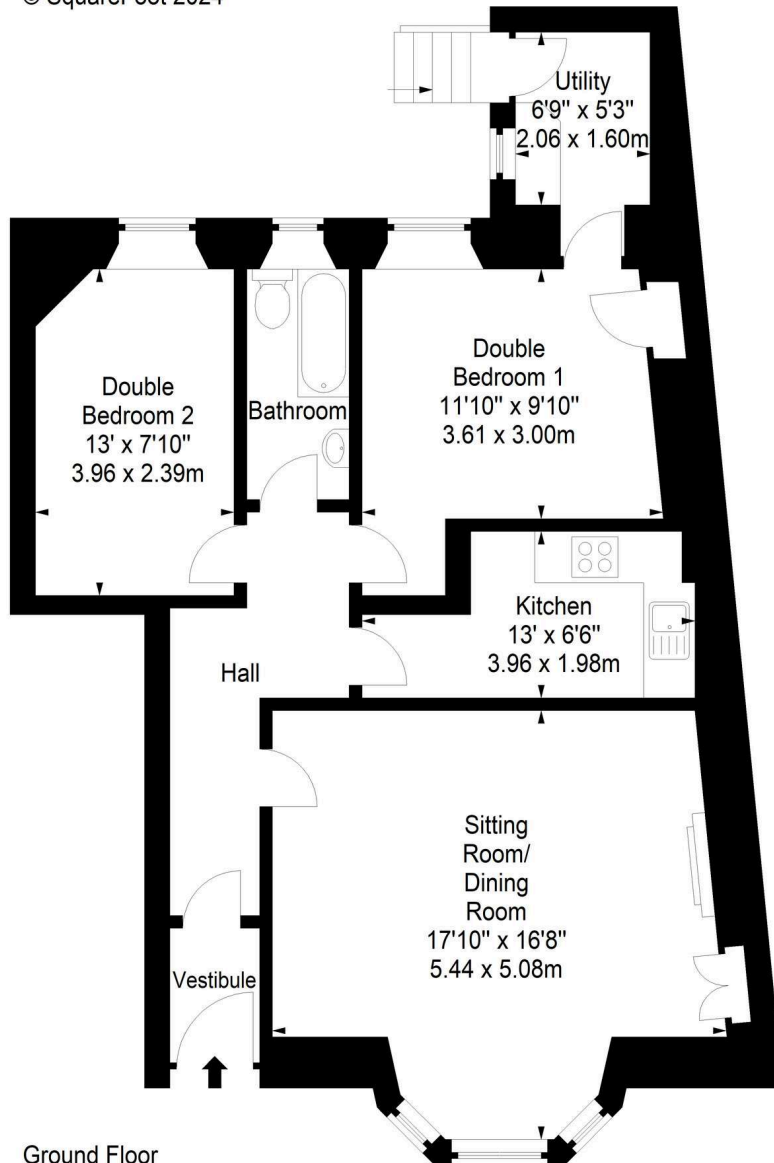 Utility
6'9" x 5'3"
2.06 x 1.60m
Double
Bedroom 1
11'10" x 9'10"
3.61 x 3.00m
Double
Bedroom 2
13' x 7'10"
3.96 x 2.39m
Bathroom
Kitchen
13' x 6'6"
3.96 x 1.98m
Hall
Sitting
Room/
Dining
Room
17'10" x 16'8"
5.44 x 5.08m
Vestibule
Ground Floor